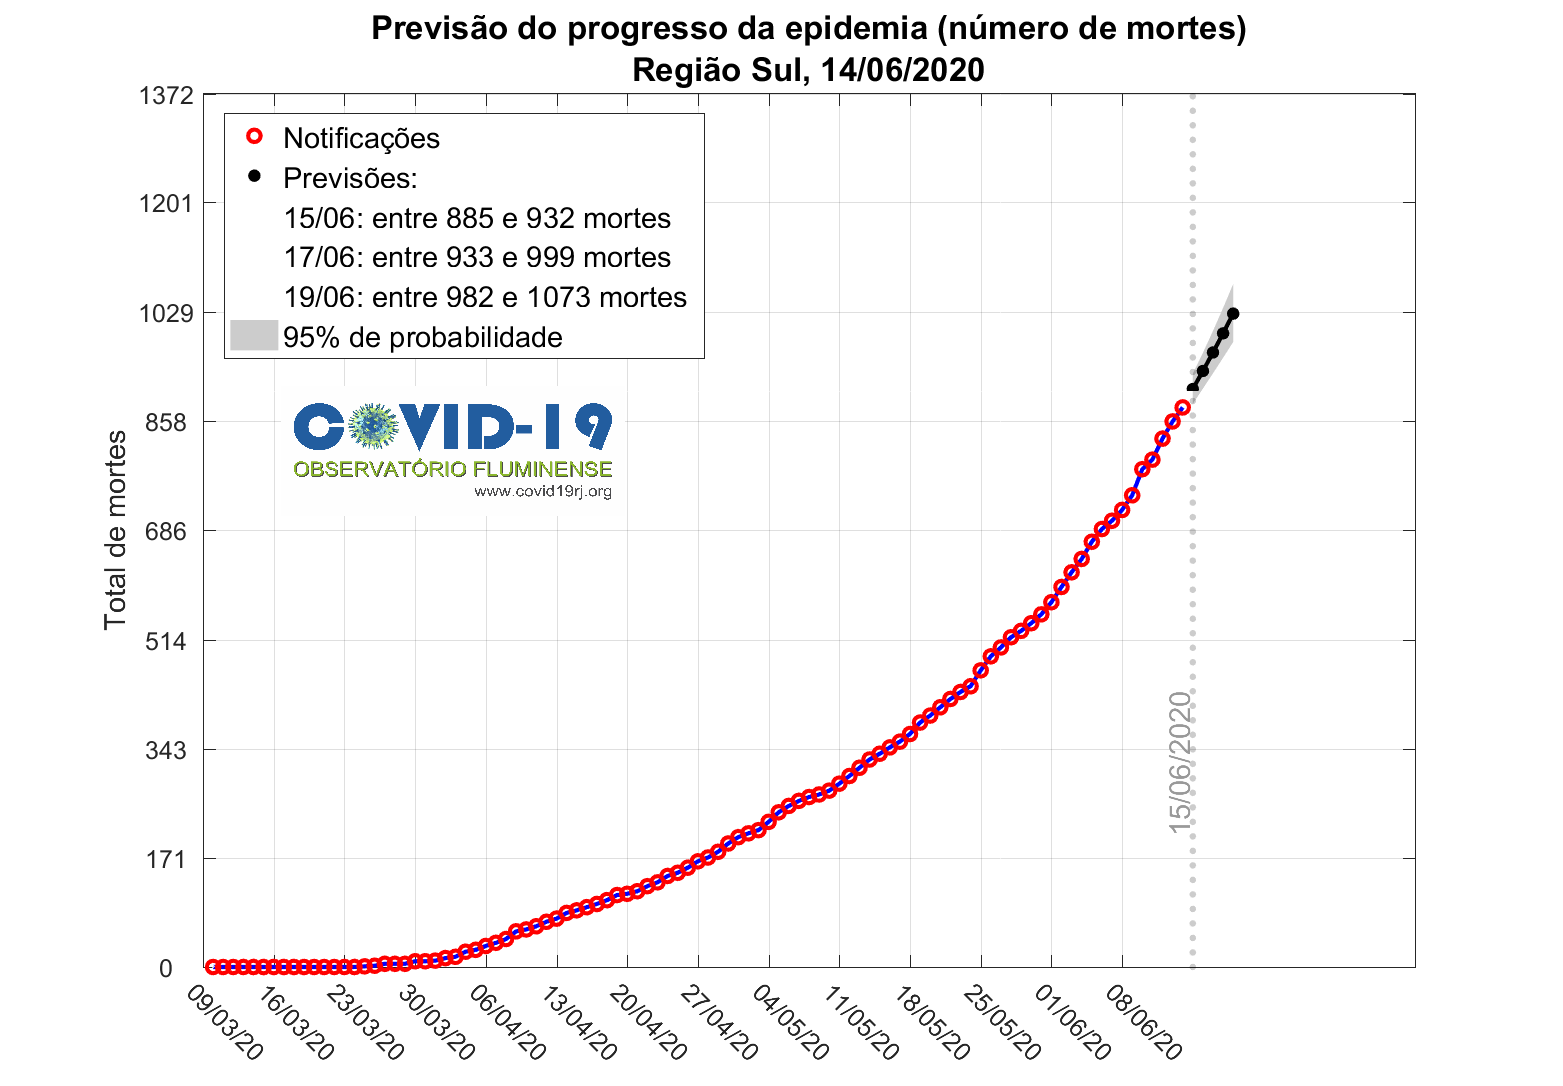 Previsão do progresso da epidemia (número de mortes)
Região Sul, 14/06/2020
1372
1201
1029
858
686
514
343
171
0
Total de mortes
Notificações
Previsões:
15/06: entre 885 e 932 mortes
17/06: entre 933 e 999 mortes
19/06: entre 982 e 1073 mortes
95% de probabilidade
COVID-19
OBSERVATÓRIO FLUMINENSE
www.covid19rj.org
15/06/2020
09/03/20
16/03/20
23/03/20
30/03/20
06/04/20
13/04/20
20/04/20
27/04/20
04/05/20
11/05/20
18/05/20
25/05/20
01/06/20
08/06/20